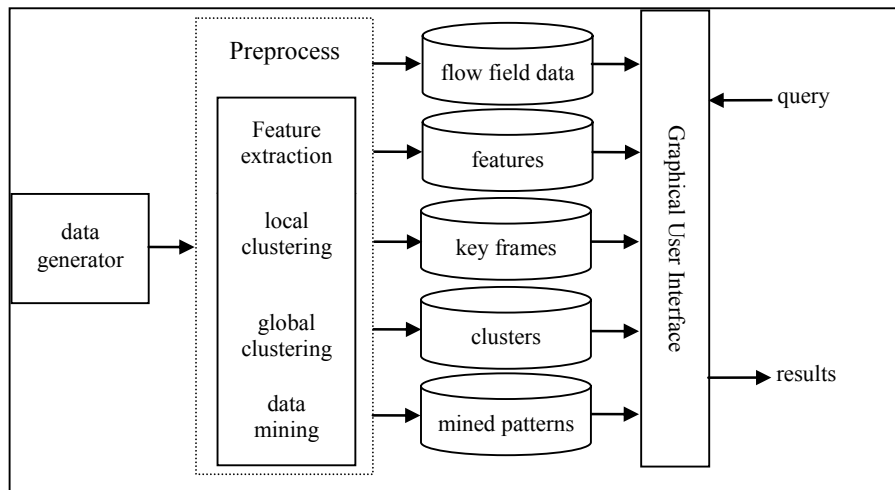 data
generator
Preprocess
Feature
extraction
local
clustering
global
clustering
data
mining
flow field data
features
key frames
clusters
mined patterns
Graphical User Interface
query
results